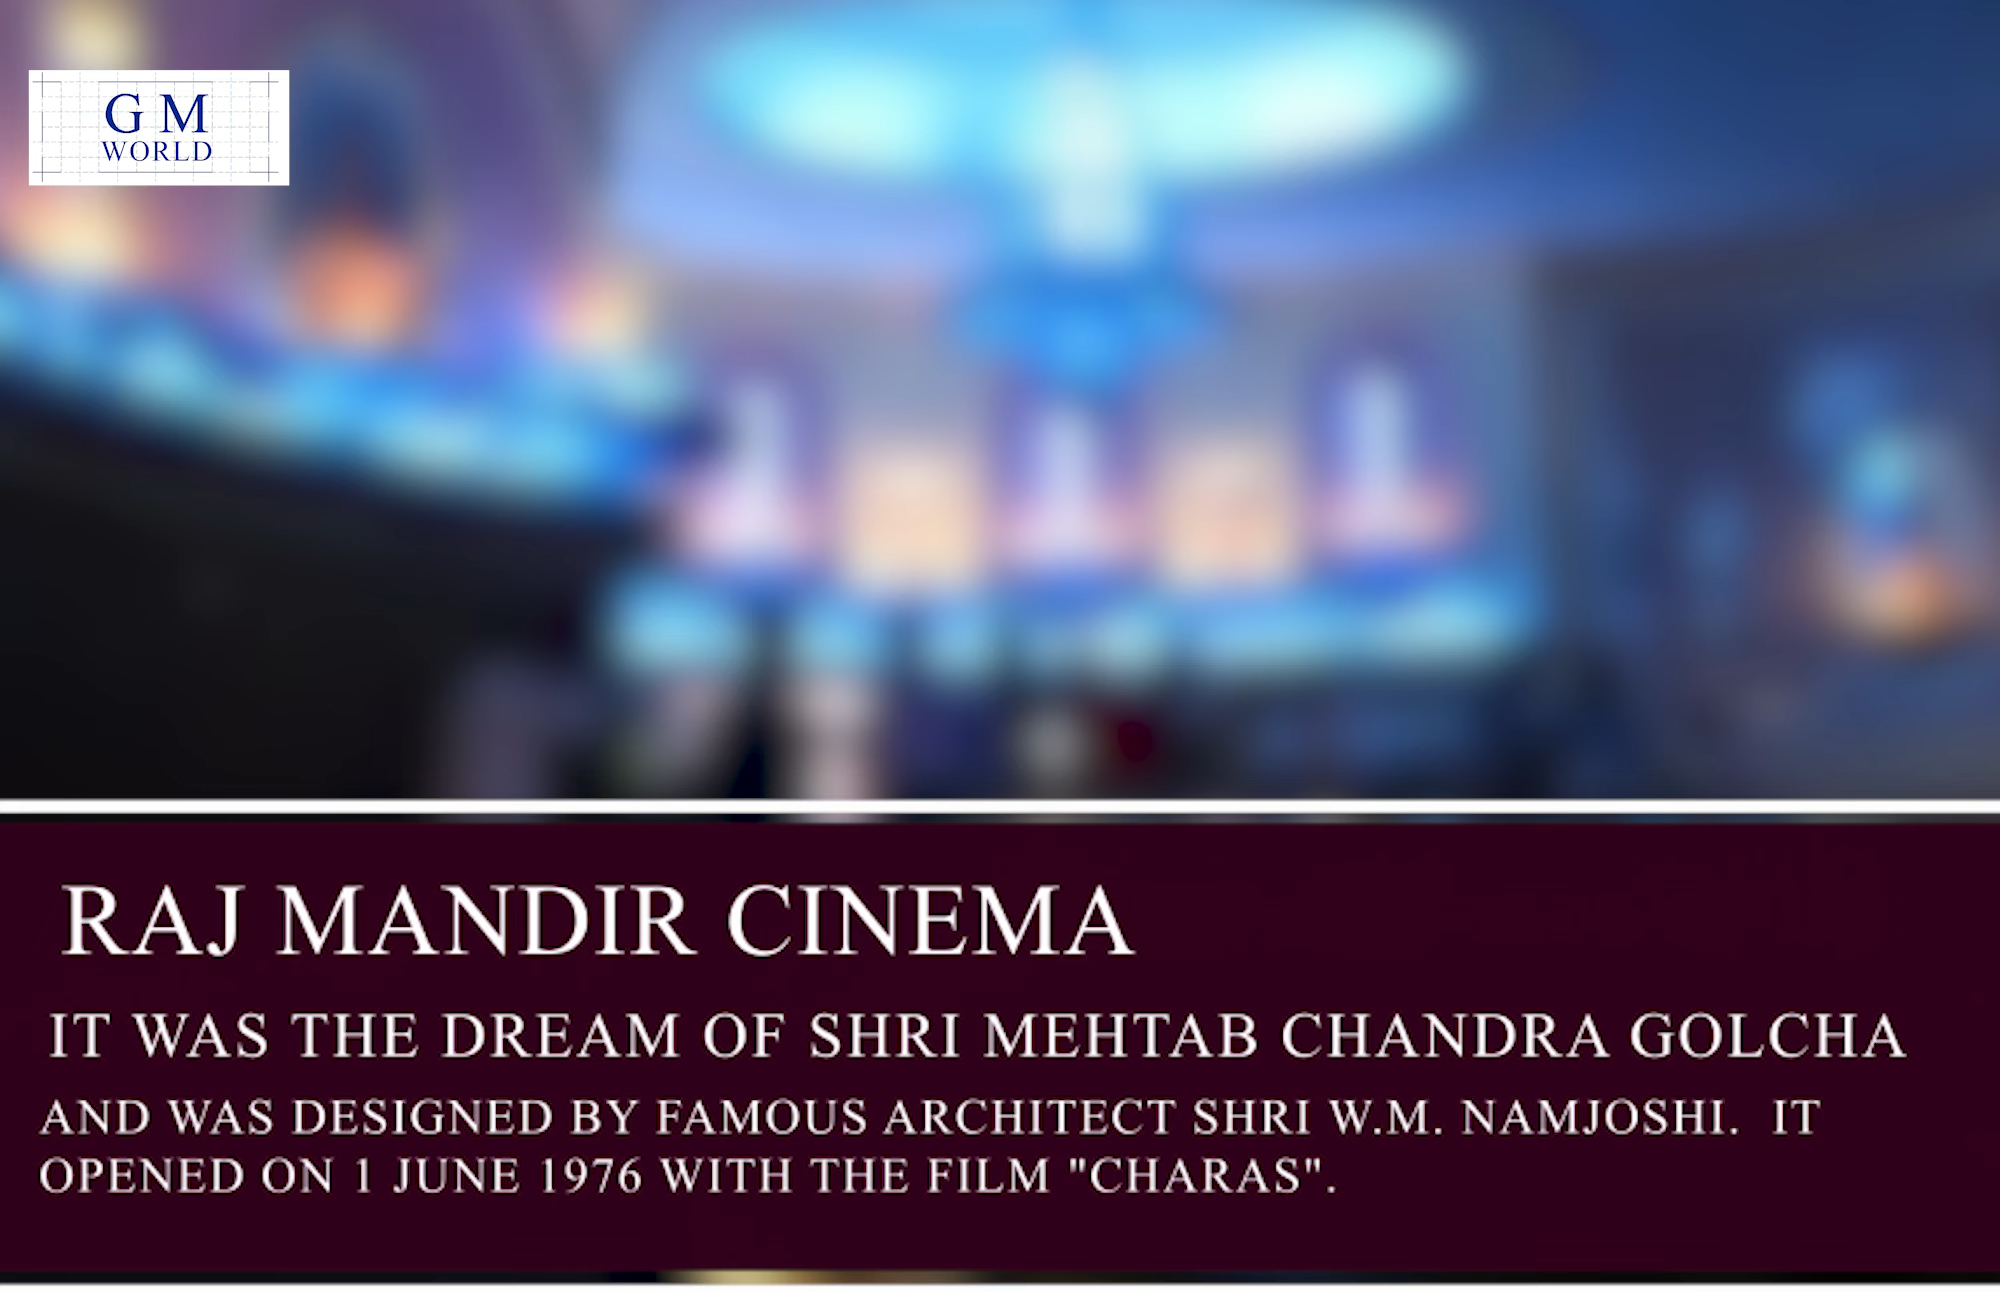 G M
WORLD
RAJ MANDIR CINEMA
IT WAS THE DREAM OF SHRI MEHTAB CHANDRA GOLCHA
AND WAS DESIGNED BY FAMOUS ARCHITECT SHRI W.M. NAMJOSHI. IT
OPENED ON 1 JUNE 1976 WITH THE FILM "CHARAS".